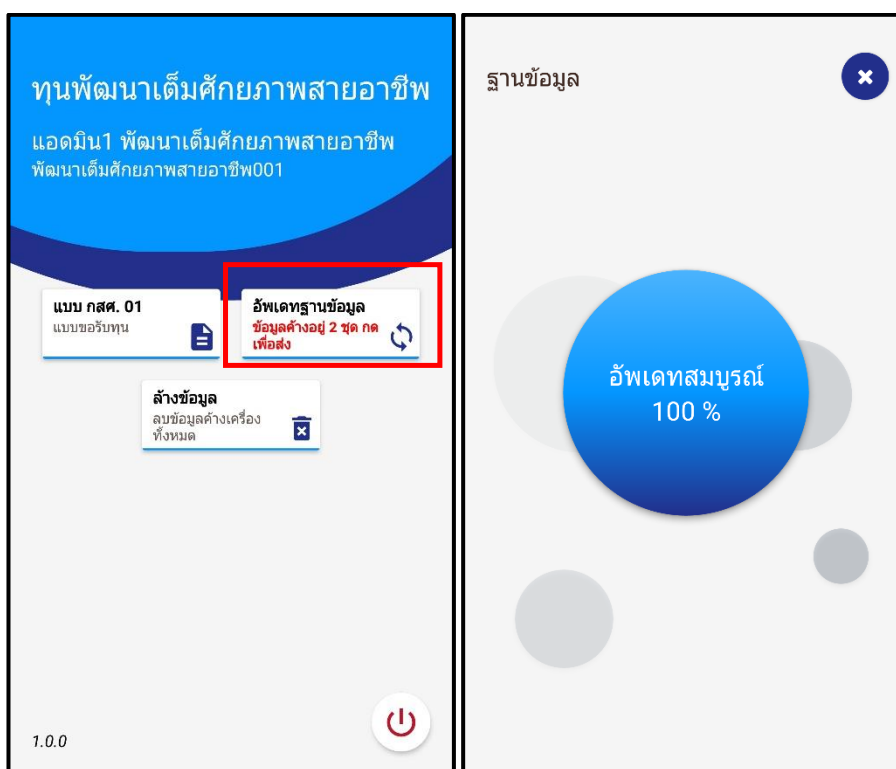 ทุนพัฒนาเต็มศักยภาพสายอาชีพ
แอดมิน1 พัฒนาเต็มศักยภาพสายอาชีพ
พัฒนาเต็มศักยภาพสายอาชีพ001
แบบ กสศ. 01
แบบขอรับทุน
อัพเดทฐานข้อมูล
ข้อมูลค้างอยู่ 2 ชุด กด
เพื่อส่ง
ล้างข้อมูล
ลบข้อมูลค้างเครื่อง
ทั้งหมด
1.0.0
ฐานข้อมูล
อัพเดทสมบูรณ์
100 %